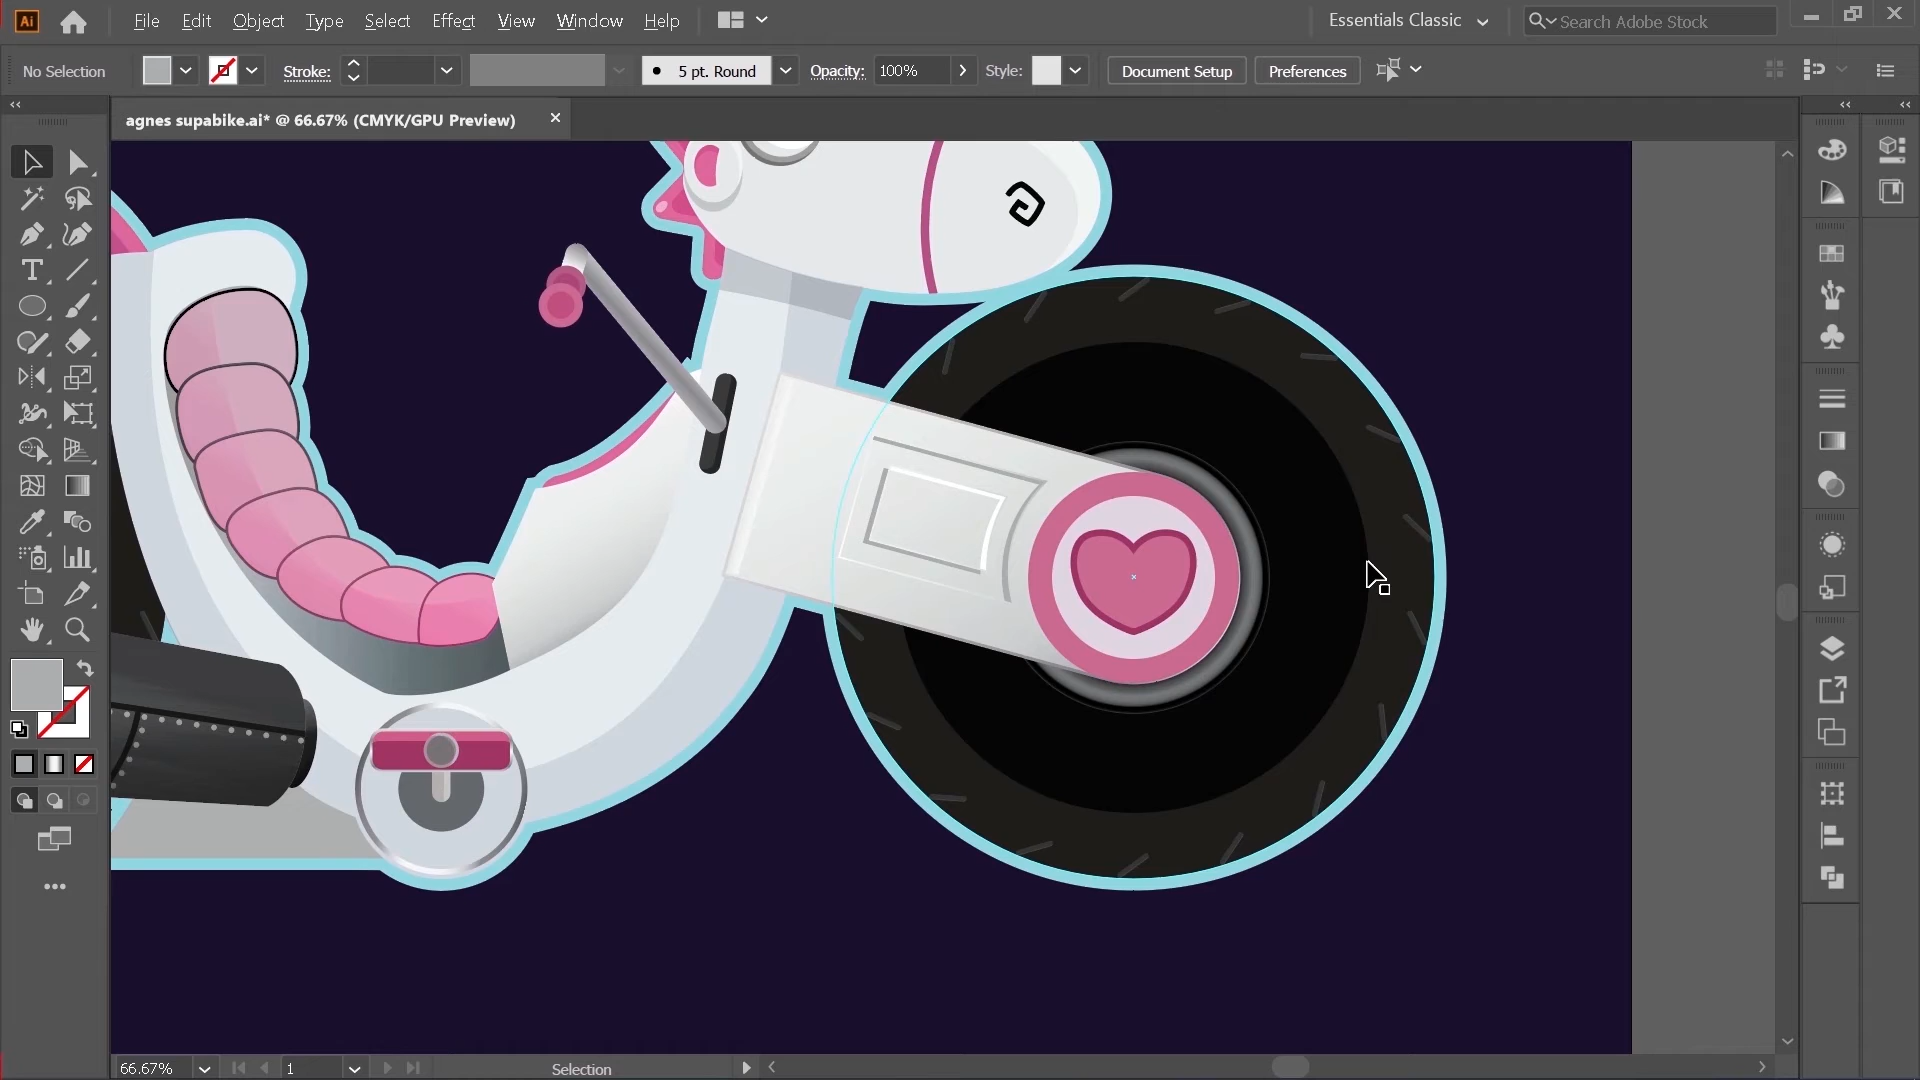 Ai File Edit Object Type Select Effect View Window Help Essentials Classic Search Adobe Stock
No Selection Stroke: 5 pt. Round Opacity: 100% Style: Document Setup Preferences
agnes supabike.ai* @ 66.67% (CMYK/GPU Preview)
66.67% 1 Selection